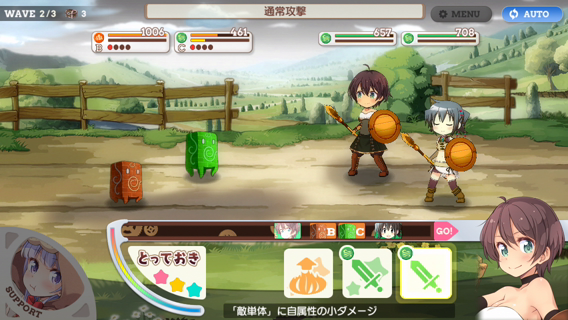 WAVE 2/3 3
通常攻撃
MENU
AUTO
1006
B
461
C
657
708
B
C
GO!
とっておき
SUPPORT
「敵単体」に自属性の小ダメージ